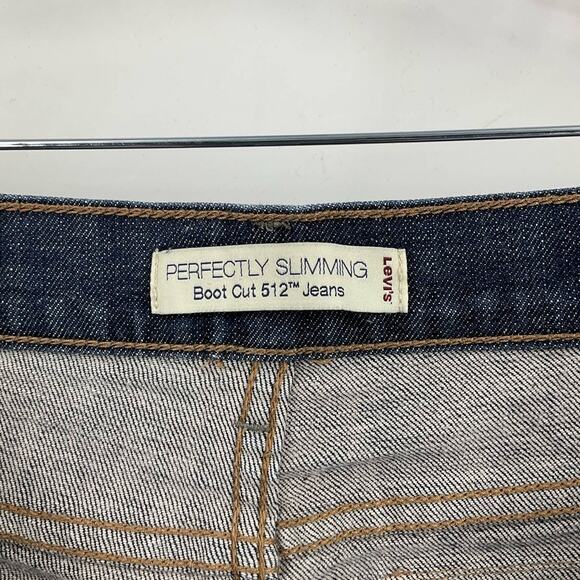 PERFECTLY SLIMMING
Boot Cut 512™ Jeans
Levi's